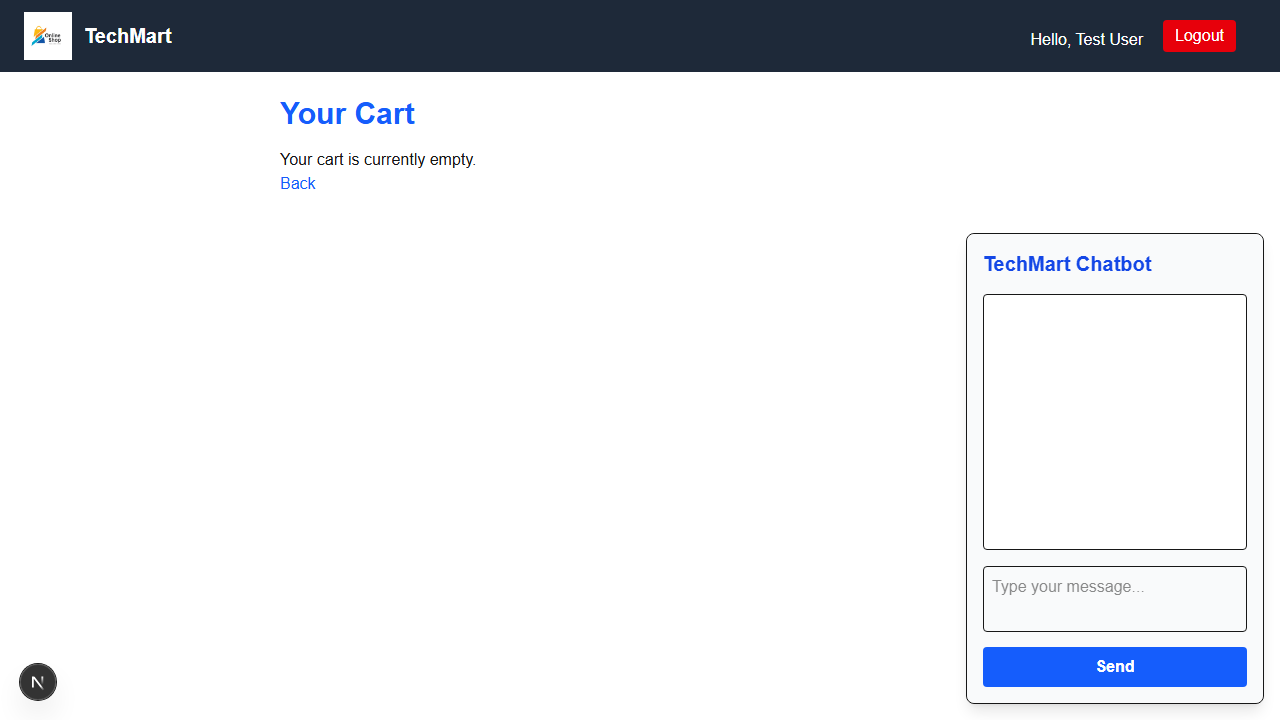 Online
Shop
TechMart
Hello, Test User
Logout
Your Cart
Your cart is currently empty.
Back
TechMart Chatbot
Type your message...
Send
N